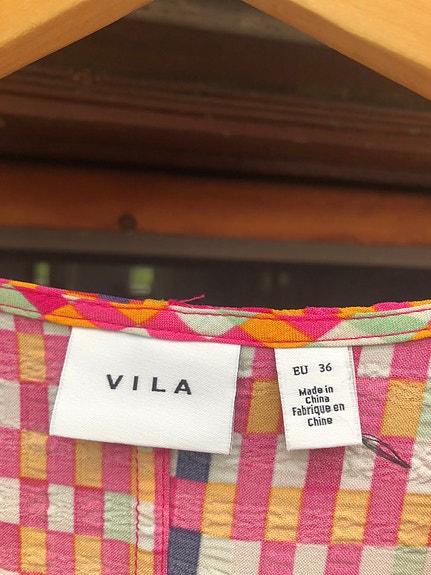 VILA
EU 36
Made in
China
Fabrique en
Chine